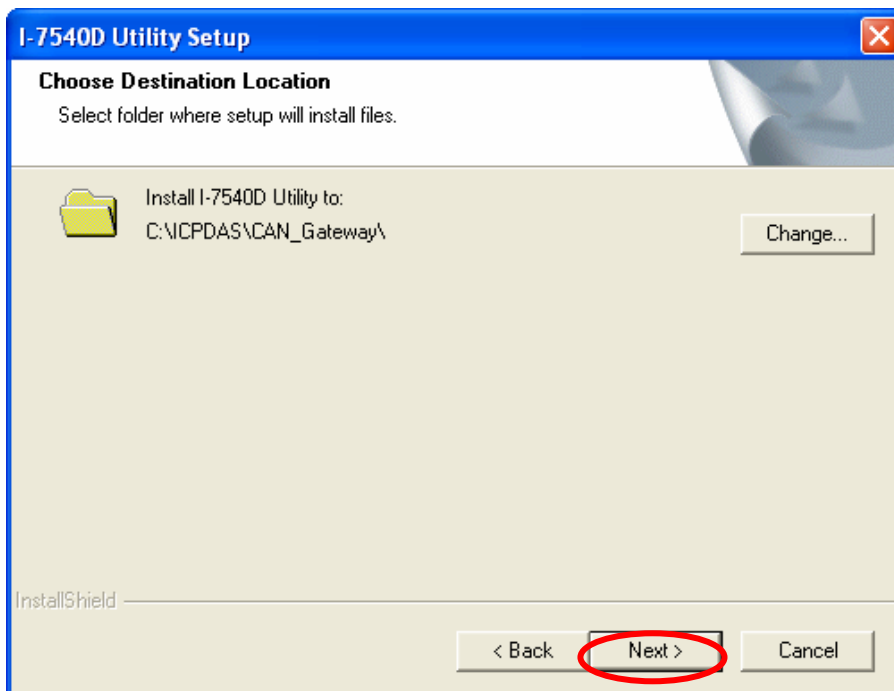 I-7540D Utility Setup
Choose Destination Location
Select folder where setup will install files.
Install I-7540D Utility to:
C:\ICPDAS\CAN_Gateway\
Change...
InstallShield
< Back
Next >
Cancel